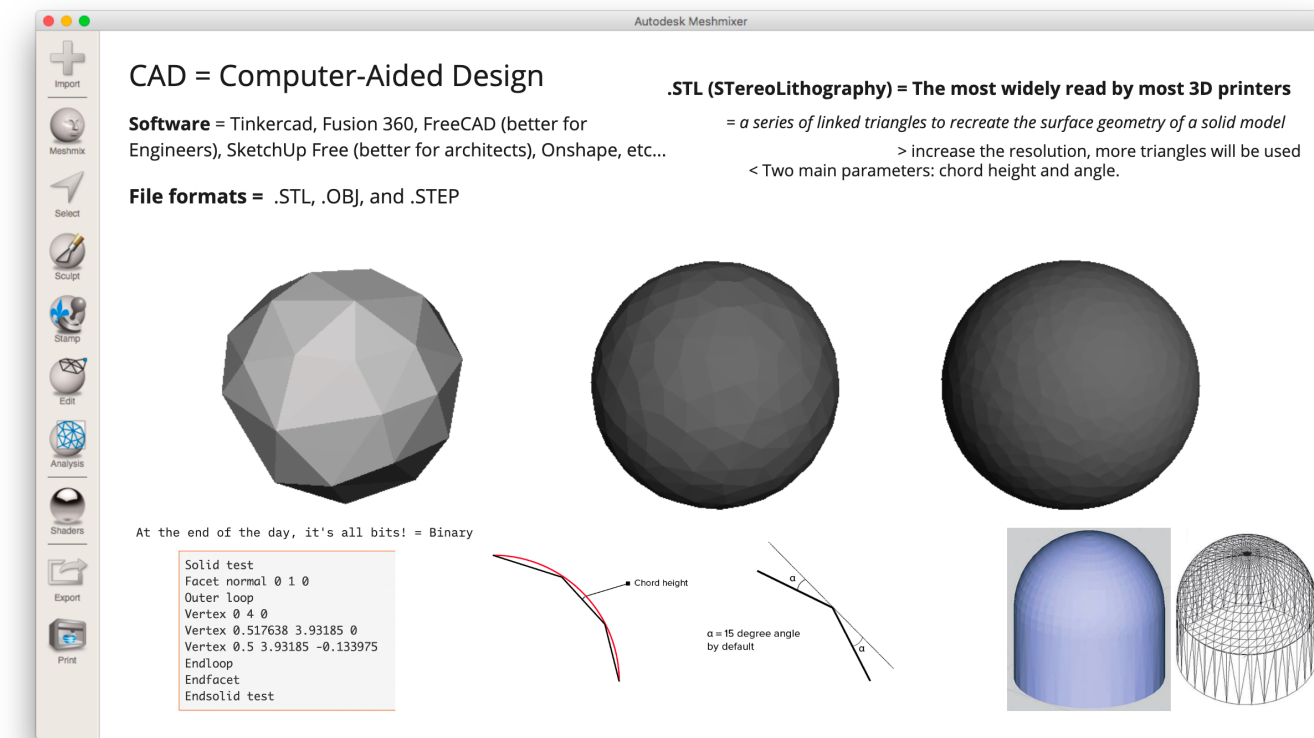 Autodesk Meshmixer
Import
Meshmix
Select
Sculpt
Stamp
Edit
Analysis
Shaders
Export
Print
CAD = Computer-Aided Design
Software = Tinkercad, Fusion 360, FreeCAD (better for
Engineers), SketchUp Free (better for architects), Onshape, etc...
File formats = .STL, .OBJ, and .STEP
.STL (STereoLithography) = The most widely read by most 3D printers
= a series of linked triangles to recreate the surface geometry of a solid model
> increase the resolution, more triangles will be used
< Two main parameters: chord height and angle.
At the end of the day, it's all bits! = Binary
Solid test
Facet normal 0 1 0
Outer loop
Vertex 0 4 0
Vertex 0.517638 3.93185 0
Vertex 0.5 3.93185 -0.133975
Endloop
Endfacet
Endsolid test
Chord height
α
α = 15 degree angle
by default
α